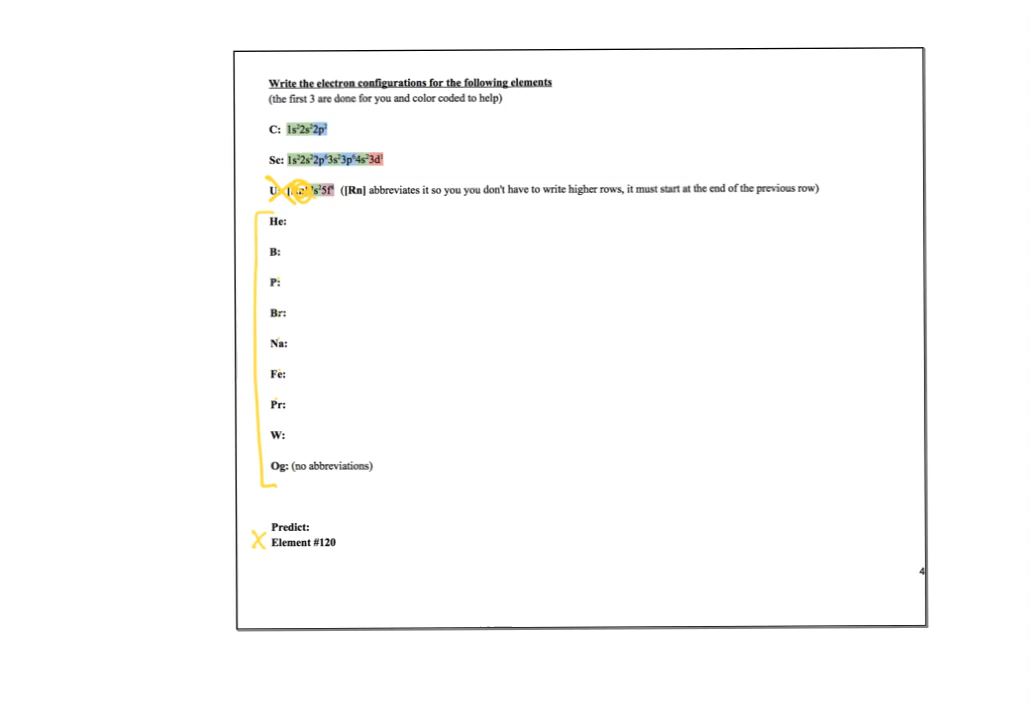 Write the electron configurations for the following elements
(the first 3 are done for you and color coded to help)
C: 1s²2s²2p²
Sc: 1s²2s²2p⁶3s²3p⁶4s²3d¹
U s²5f⁴ ([Rn] abbreviates it so you you don't have to write higher rows, it must start at the end of the previous row)
He:
B:
P:
Br:
Na:
Fe:
Pr:
W:
Og: (no abbreviations)
Predict:
X Element #120
4